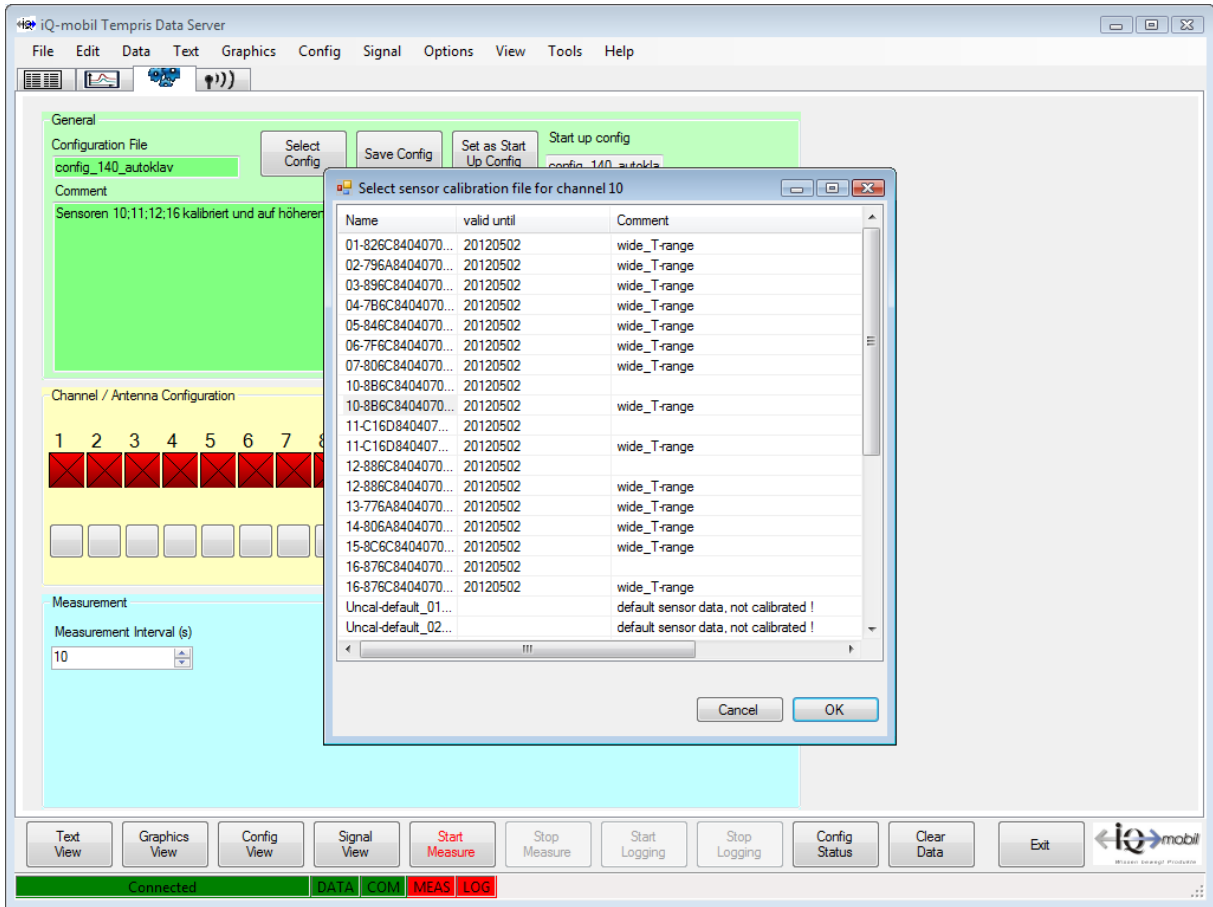 iQ-mobil Tempris Data Server
File Edit Data Text Graphics Config Signal Options View Tools Help
General
Configuration File
config_140_autoklav
Select Config
Save Config
Set as Start Up Config
Start up config
config_140_autokla
Comment
Sensoren 10;11;12;16 kalibriert und auf höheren
Channel / Antenna Configuration
1 2 3 4 5 6 7 8
Measurement
Measurement Interval (s)
10
Select sensor calibration file for channel 10
Name valid until Comment
01-826C8404070... 20120502 wide_T-range
02-796A8404070... 20120502 wide_T-range
03-896C8404070... 20120502 wide_T-range
04-7B6C8404070... 20120502 wide_T-range
05-846C8404070... 20120502 wide_T-range
06-7F6C8404070... 20120502 wide_T-range
07-806C8404070... 20120502 wide_T-range
10-8B6C8404070... 20120502
10-8B6C8404070... 20120502 wide_T-range
11-C16D840407... 20120502
11-C16D840407... 20120502 wide_T-range
12-886C8404070... 20120502
12-886C8404070... 20120502 wide_T-range
13-776A8404070... 20120502 wide_T-range
14-806A8404070... 20120502 wide_T-range
15-8C6C8404070... 20120502 wide_T-range
16-876C8404070... 20120502
16-876C8404070... 20120502 wide_T-range
Uncal-default_01... default sensor data, not calibrated !
Uncal-default_02... default sensor data, not calibrated !
Cancel OK
Text View
Graphics View
Config View
Signal View
Start Measure
Stop Measure
Start Logging
Stop Logging
Config Status
Clear Data
Exit
iQ mobil
Wissen bewegt Produkte
Connected DATA COM MEAS LOG